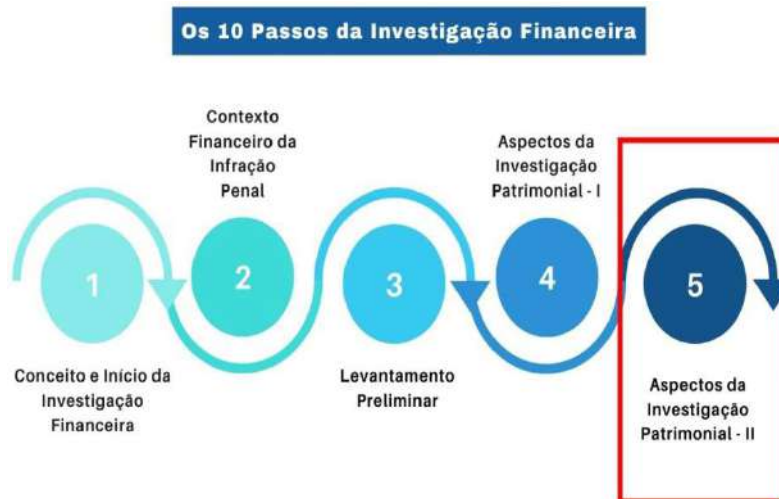 Os 10 Passos da Investigação Financeira
1
Conceito e Início da
Investigação
Financeira
Contexto
Financeiro da
Infração
Penal
2
3
Levantamento
Preliminar
Aspectos da
Investigação
Patrimonial - I
4
5
Aspectos da
Investigação
Patrimonial - II